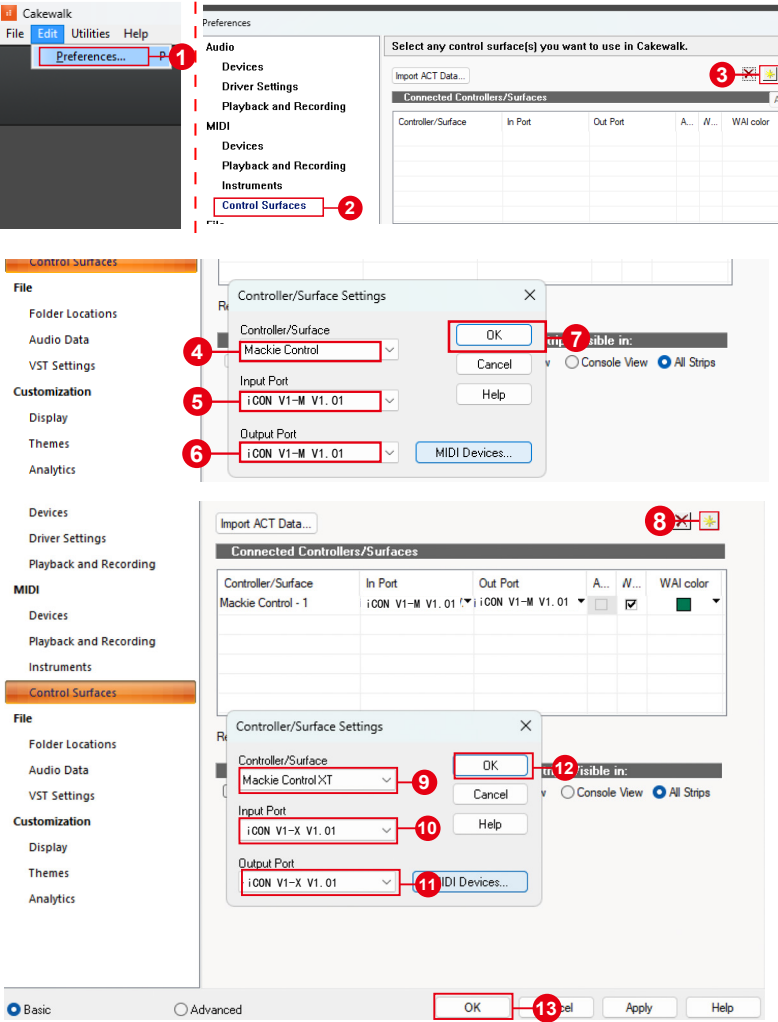 Cakewalk
File Edit Utilities Help
Preferences... P
1
Preferences
Audio
Devices
Driver Settings
Playback and Recording
MIDI
Devices
Playback and Recording
Instruments
Control Surfaces
2
Select any control surface(s) you want to use in Cakewalk.
Import ACT Data...
3
Connected Controllers/Surfaces
Controller/Surface In Port Out Port A... W... WAI color
Control Surfaces
File
Folder Locations
Audio Data
VST Settings
Customization
Display
Themes
Analytics
Controller/Surface Settings
Controller/Surface
4
Mackie Control
Input Port
5
iCON V1-M V1.01
Output Port
6
iCON V1-M V1.01
OK
7
Cancel
Help
MIDI Devices...
in:
Console View All Strips
Devices
Driver Settings
Playback and Recording
MIDI
Devices
Playback and Recording
Instruments
Control Surfaces
File
Folder Locations
Audio Data
VST Settings
Customization
Display
Themes
Analytics
Import ACT Data...
8
Connected Controllers/Surfaces
Controller/Surface In Port Out Port A... W... WAI color
Mackie Control - 1 iCON V1-M V1.01 iCON V1-M V1.01
Controller/Surface Settings
Controller/Surface
Mackie Control XT
9
Input Port
iCON V1-X V1.01
10
Output Port
iCON V1-X V1.01
11
OK
12
Cancel
Help
MIDI Devices...
visible in:
Console View All Strips
Basic Advanced
OK
13
Apply Help